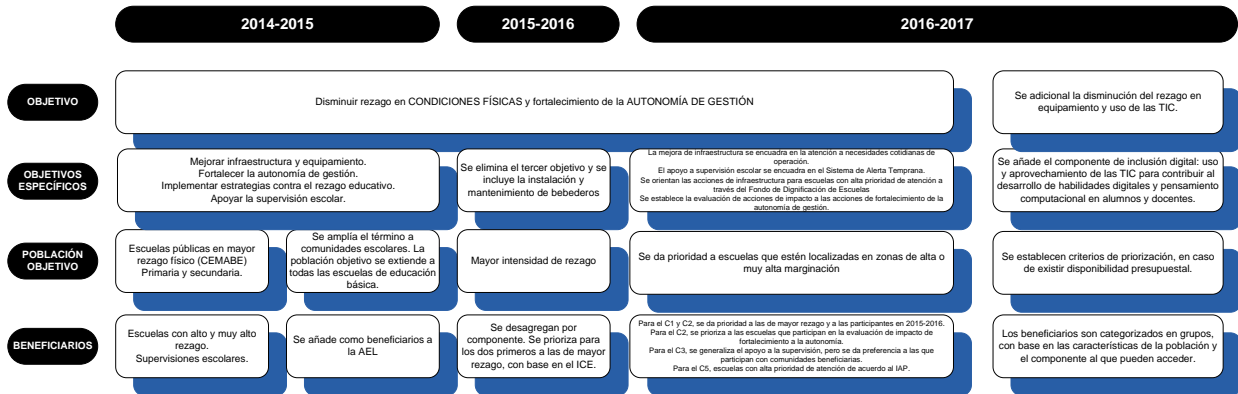 2014-2015
2015-2016
2016-2017
OBJETIVO
Disminuir rezago en CONDICIONES FÍSICAS y fortalecimiento de la AUTONOMÍA DE GESTIÓN
Se adicional la disminución del rezago en
equipamiento y uso de las TIC.
OBJETIVOS
ESPECÍFICOS
Mejorar infraestructura y equipamiento.
Fortalecer la autonomía de gestión.
Implementar estrategias contra el rezago educativo.
Apoyar la supervisión escolar.
Se elimina el tercer objetivo y se
incluye la instalación y
mantenimiento de bebederos
La mejora de infraestructura se encuadra en la atención a necesidades cotidianas de
operación.
El apoyo a supervisión escolar se encuadra en el Sistema de Alerta Temprana.
Se orientan las acciones de infraestructura para escuelas con alta prioridad de atención a
través del Fondo de Dignificación de Escuelas
Se establece la evaluación de acciones de impacto a las acciones de fortalecimiento de la
autonomía de gestión.
Se añade el componente de inclusión digital: uso
y aprovechamiento de las TIC para contribuir al
desarrollo de habilidades digitales y pensamiento
computacional en alumnos y docentes.
POBLACIÓN
OBJETIVO
Escuelas públicas en mayor
rezago físico (CEMABE)
Primaria y secundaria.
Se amplía el término a
comunidades escolares. La
población objetivo se extiende a
todas las escuelas de educación
básica.
Mayor intensidad de rezago
Se da prioridad a escuelas que estén localizadas en zonas de alta o
muy alta marginación
Se establecen criterios de priorización, en caso
de existir disponibilidad presupuestal.
BENEFICIARIOS
Escuelas con alto y muy alto
rezago.
Supervisiones escolares.
Se añade como beneficiarios a
la AEL
Se desagregan por
componente. Se prioriza para
los dos primeros a las de mayor
rezago, con base en el ICE.
Para el C1 y C2, se da prioridad a las de mayor rezago y a las participantes en 2015-2016.
Para el C2, se prioriza a las escuelas que participan en la evaluación de impacto de
fortalecimiento a la autonomía.
Para el C3, se generaliza el apoyo a la supervisión, pero se da preferencia a las que
participan con comunidades beneficiarias.
Para el C5, escuelas con alta prioridad de atención de acuerdo al IAP.
Los beneficiarios son categorizados en grupos,
con base en las características de la población y
el componente al que pueden acceder.